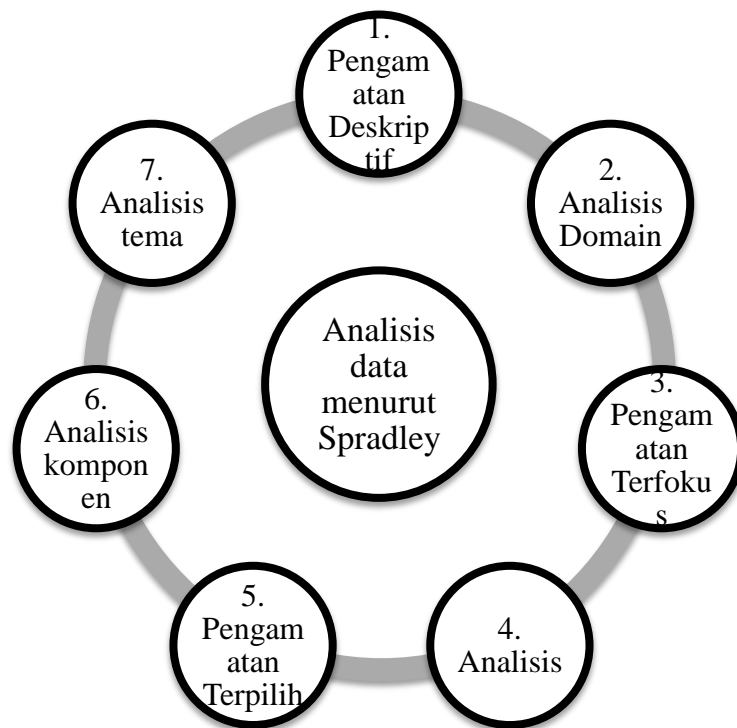 1.
Pengam
atan
Deskrip
tif
2.
Analisis
Domain
3.
Pengam
atan
Terfoku
s
4.
Analisis
5.
Pengam
atan
Terpilih
6.
Analisis
kompon
en
7.
Analisis
tema
Analisis
data
menurut
Spradley